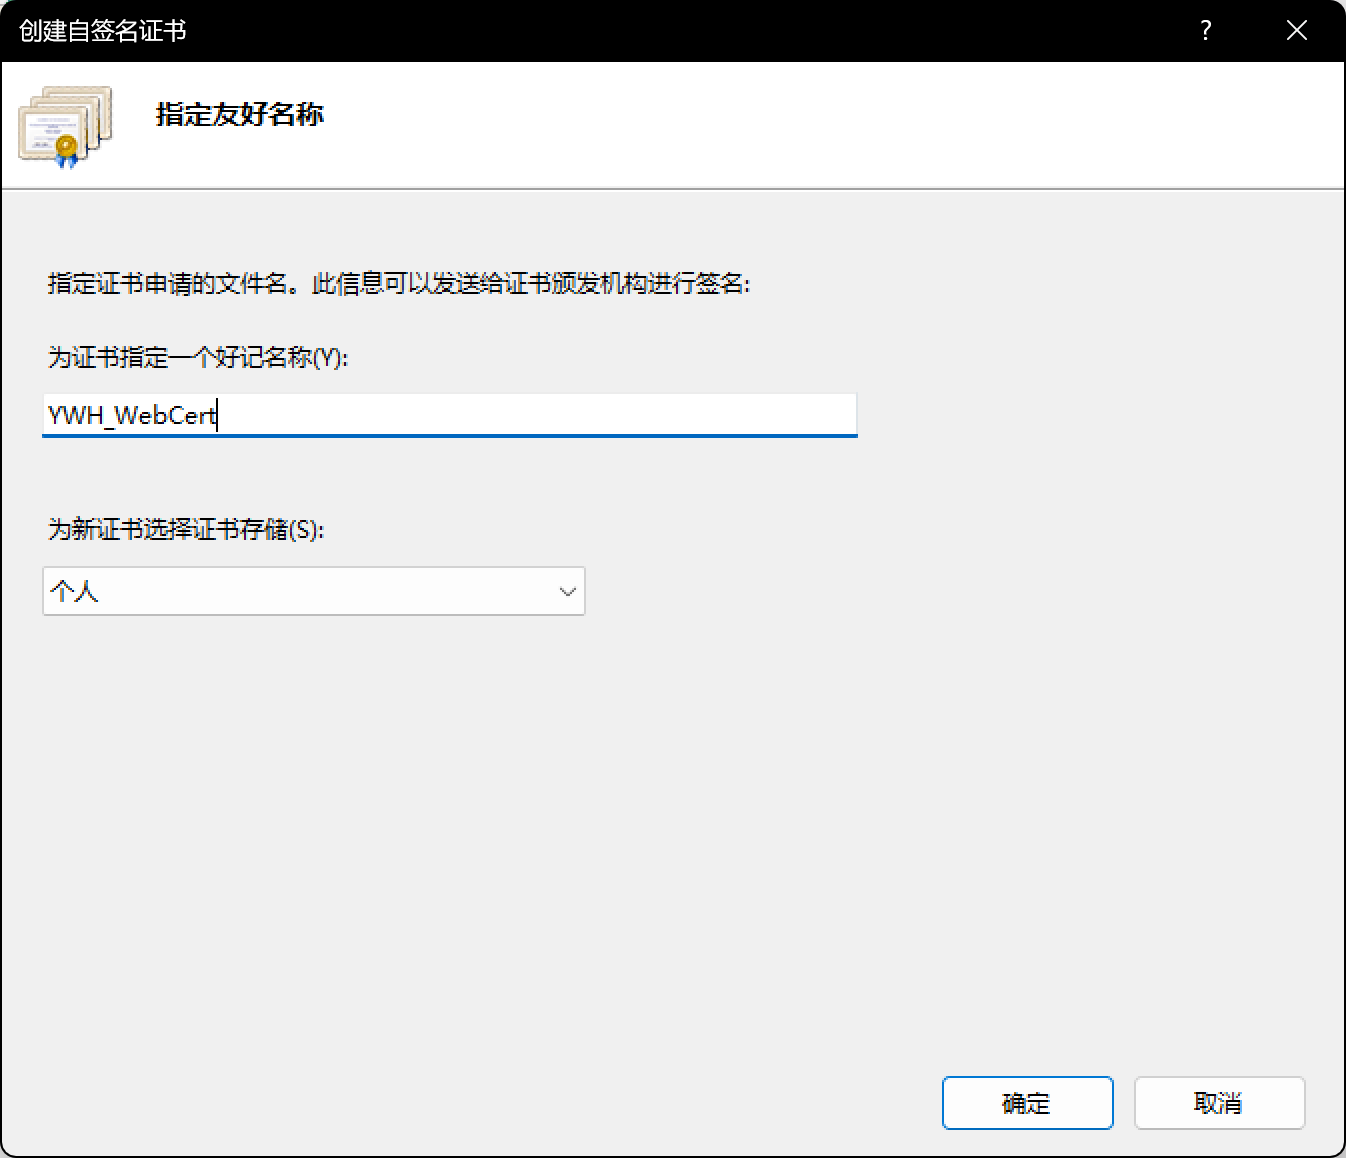 创建自签名证书
?
指定友好名称
指定证书申请的文件名。此信息可以发送给证书颁发机构进行签名:
为证书指定一个好记名称(Y):
YWH_WebCert
为新证书选择证书存储(S):
个人
确定 取消